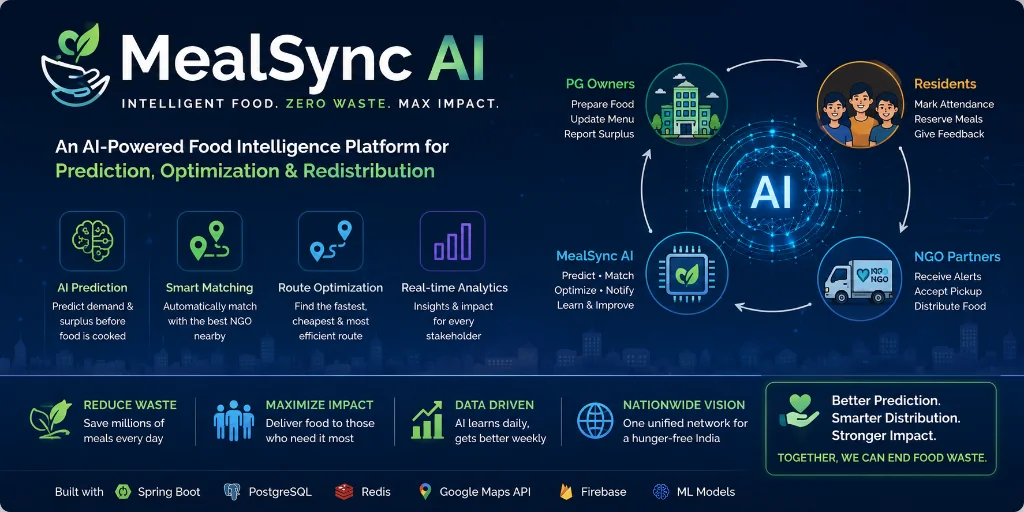 MealSync AI
INTELLIGENT FOOD. ZERO WASTE. MAX IMPACT.
An AI-Powered Food Intelligence Platform for
Prediction, Optimization & Redistribution
AI Prediction
Predict demand &
surplus before
food is cooked
Smart Matching
Automatically match
with the best NGO
nearby
Route Optimization
Find the fastest,
cheapest & most
efficient route
Real-time Analytics
Insights & impact
for every
stakeholder
PG Owners
Prepare Food
Update Menu
Report Surplus
Residents
Mark Attendance
Reserve Meals
Give Feedback
AI
MealSync AI
Predict • Match
Optimize • Notify
Learn & Improve
NGO
NGO
NGO Partners
Receive Alerts
Accept Pickup
Distribute Food
REDUCE WASTE
Save millions of
meals every day
MAXIMIZE IMPACT
Deliver food to those
who need it most
DATA DRIVEN
AI learns daily,
gets better weekly
NATIONWIDE VISION
One unified network for
a hunger-free India
Better Prediction.
Smarter Distribution.
Stronger Impact.
TOGETHER, WE CAN END FOOD WASTE.
Built with Spring Boot PostgreSQL Redis Google Maps API Firebase ML Models